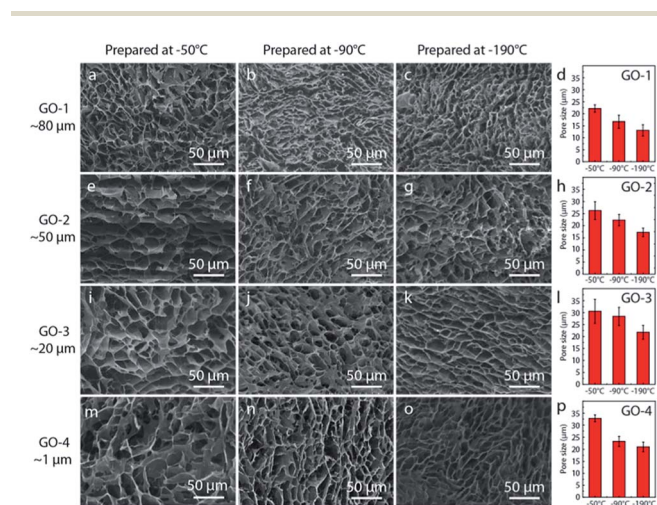 Prepared at -50°C Prepared at -90°C Prepared at -190°C
GO-1
~80 μm
a
50 μm
b
50 μm
c
50 μm
d
GO-1
Pore size (μm)
35
30
25
20
15
10
5
0
-50°C -90°C -190°C
GO-2
~50 μm
e
50 μm
f
50 μm
g
50 μm
h
GO-2
Pore size (μm)
35
30
25
20
15
10
5
0
-50°C -90°C -190°C
GO-3
~20 μm
i
50 μm
j
50 μm
k
50 μm
l
GO-3
Pore size (μm)
35
30
25
20
15
10
5
0
-50°C -90°C -190°C
GO-4
~1 μm
m
50 μm
n
50 μm
o
50 μm
p
GO-4
Pore size (μm)
35
30
25
20
15
10
5
0
-50°C -90°C -190°C